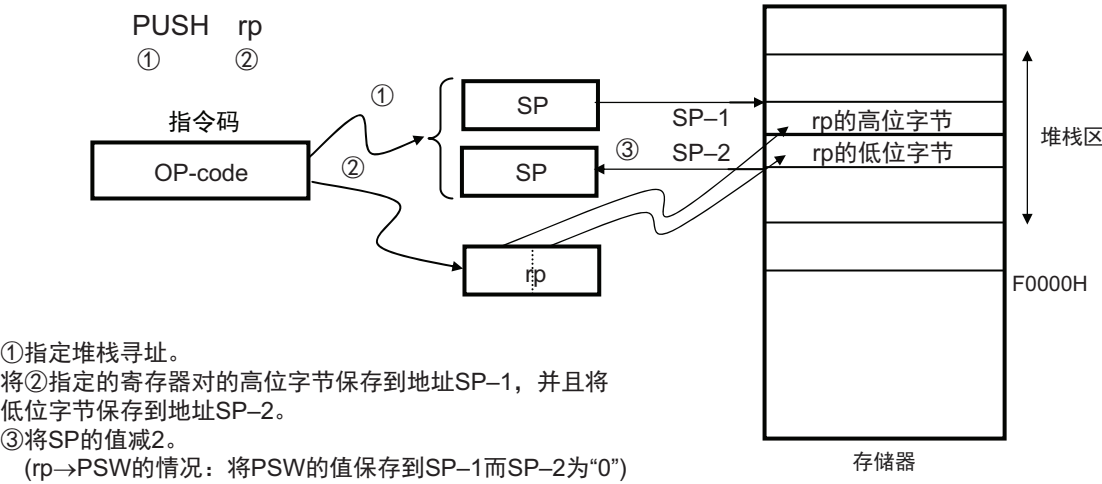 PUSH rp
① ②
指令码
OP-code
①
②
SP
SP
③
SP–1
SP–2
rp
rp的高位字节
rp的低位字节
堆栈区
F0000H
存储器
①指定堆栈寻址。
将②指定的寄存器对的高位字节保存到地址SP–1，并且将
低位字节保存到地址SP–2。
③将SP的值减2。
(rp→PSW的情况：将PSW的值保存到SP–1而SP–2为“0”)